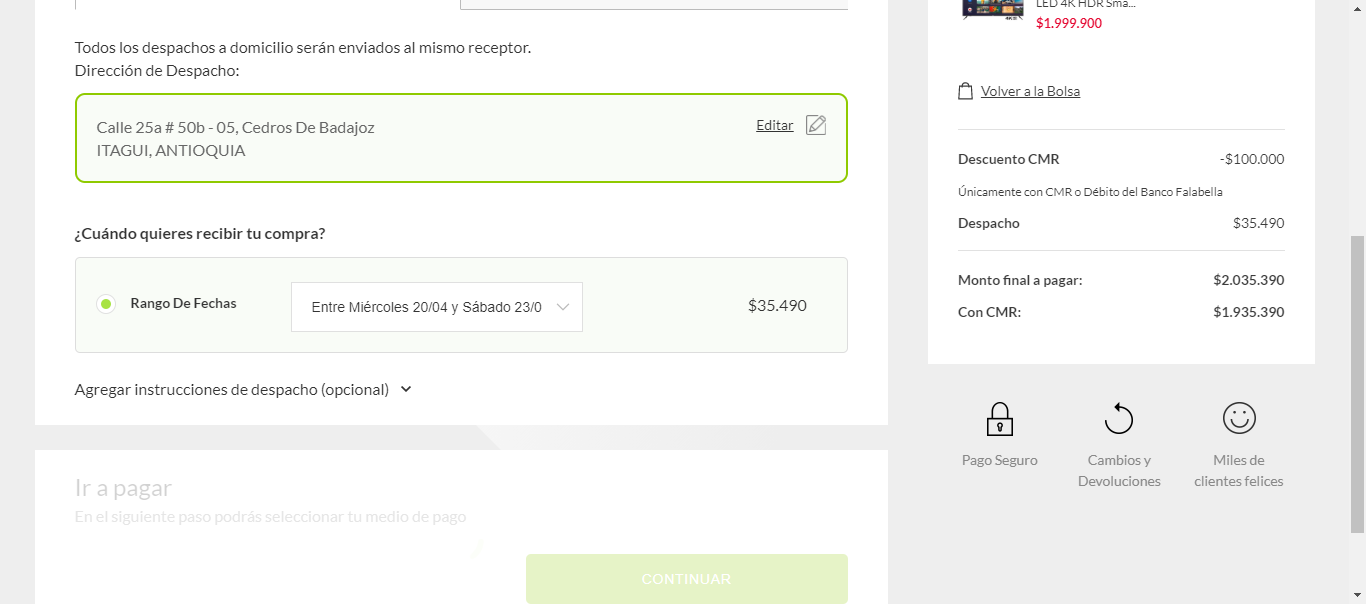 Todos los despachos a domicilio serán enviados al mismo receptor.
Dirección de Despacho:
Calle 25a # 50b - 05, Cedros De Badajoz
ITAGUI, ANTIOQUIA
Editar
¿Cuándo quieres recibir tu compra?
Rango De Fechas
Entre Miércoles 20/04 y Sábado 23/0
$35.490
Agregar instrucciones de despacho (opcional)
Ir a pagar
En el siguiente paso podrás seleccionar tu medio de pago
CONTINUAR
LED 4K HDR Sma...
$1.999.900
Volver a la Bolsa
Descuento CMR -$100.000
Únicamente con CMR o Débito del Banco Falabella
Despacho $35.490
Monto final a pagar: $2.035.390
Con CMR: $1.935.390
Pago Seguro
Cambios y
Devoluciones
Miles de
clientes felices